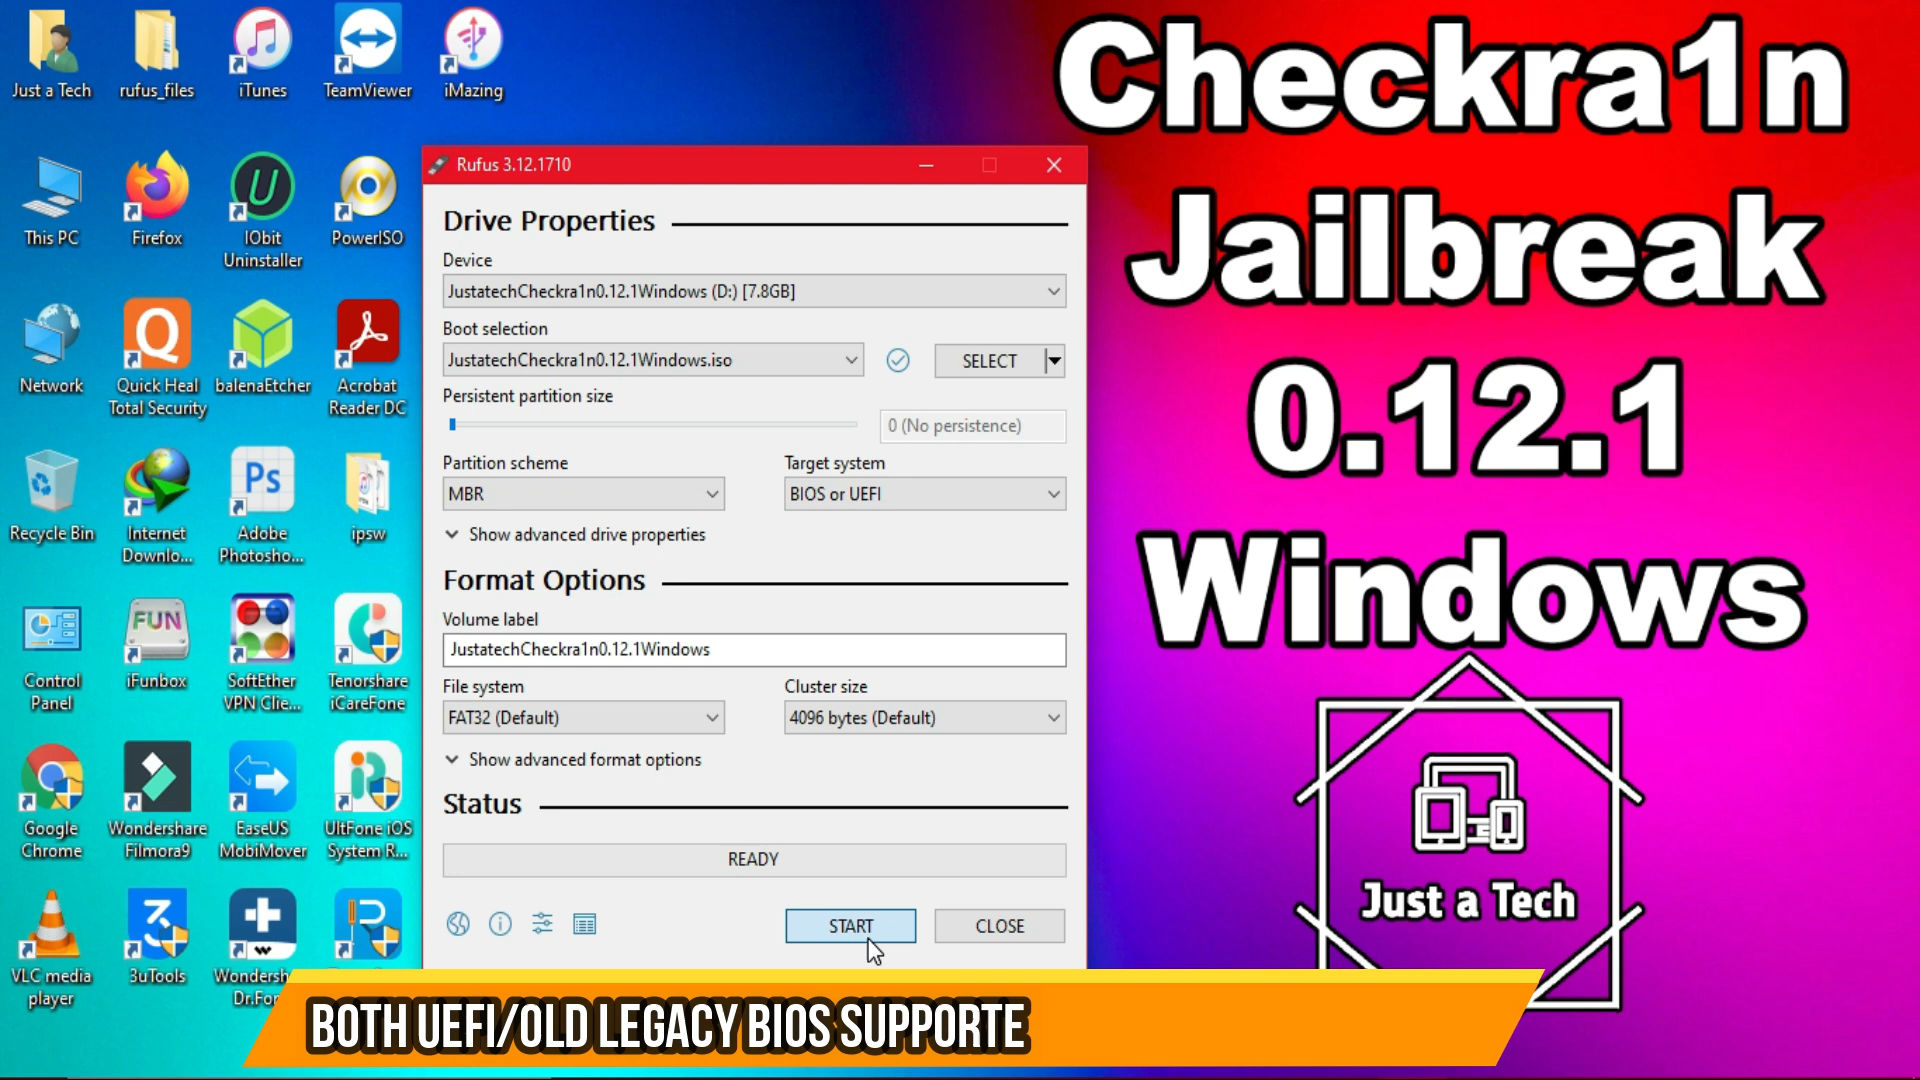 Just a Tech
rufus_files
iTunes
TeamViewer
iMazing
This PC
Firefox
IObit
Uninstaller
PowerISO
Network
Quick Heal
Total Security
balenaEtcher
Acrobat
Reader DC
Recycle Bin
Internet
Downlo...
Ps
Adobe
Photosho...
ipsw
Control
Panel
FUN
iFunbox
SoftEther
VPN Clie...
Tenorshare
iCareFone
Google
Chrome
Wondershare
Filmora9
EaseUS
MobiMover
UltFone iOS
System R...
VLC media
player
3uTools
Wondersh
Dr.For
Rufus 3.12.1710
Drive Properties
Device
JustatechCheckra1n0.12.1Windows (D:) [7.8GB]
Boot selection
JustatechCheckra1n0.12.1Windows.iso
SELECT
Persistent partition size
0 (No persistence)
Partition scheme
Target system
MBR
BIOS or UEFI
Show advanced drive properties
Format Options
Volume label
JustatechCheckra1n0.12.1Windows
File system
Cluster size
FAT32 (Default)
4096 bytes (Default)
Show advanced format options
Status
READY
START
CLOSE
Checkra1n
Jailbreak
0.12.1
Windows
Just a Tech
BOTH UEFI/OLD LEGACY BIOS SUPPORTE